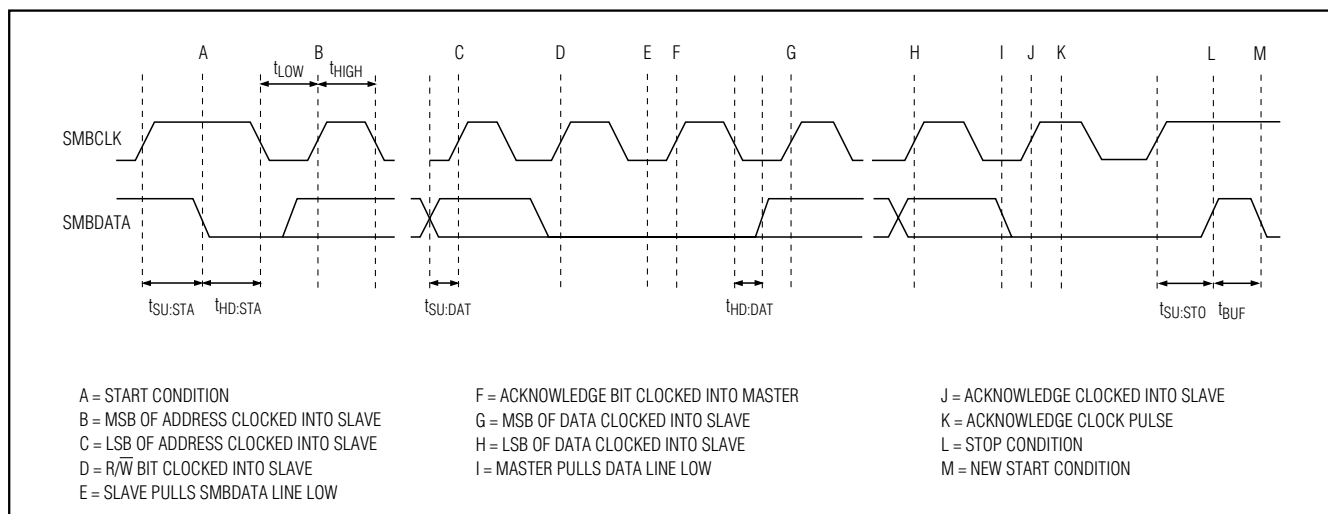 A B C D E F G H I J K L M
tLOW tHIGH
SMBCLK
SMBDATA
tSU:STA tHD:STA tSU:DAT tHD:DAT tSU:STO tBUF
A = START CONDITION
B = MSB OF ADDRESS CLOCKED INTO SLAVE
C = LSB OF ADDRESS CLOCKED INTO SLAVE
D = R/W̅ BIT CLOCKED INTO SLAVE
E = SLAVE PULLS SMBDATA LINE LOW
F = ACKNOWLEDGE BIT CLOCKED INTO MASTER
G = MSB OF DATA CLOCKED INTO SLAVE
H = LSB OF DATA CLOCKED INTO SLAVE
I = MASTER PULLS DATA LINE LOW
J = ACKNOWLEDGE CLOCKED INTO SLAVE
K = ACKNOWLEDGE CLOCK PULSE
L = STOP CONDITION
M = NEW START CONDITION